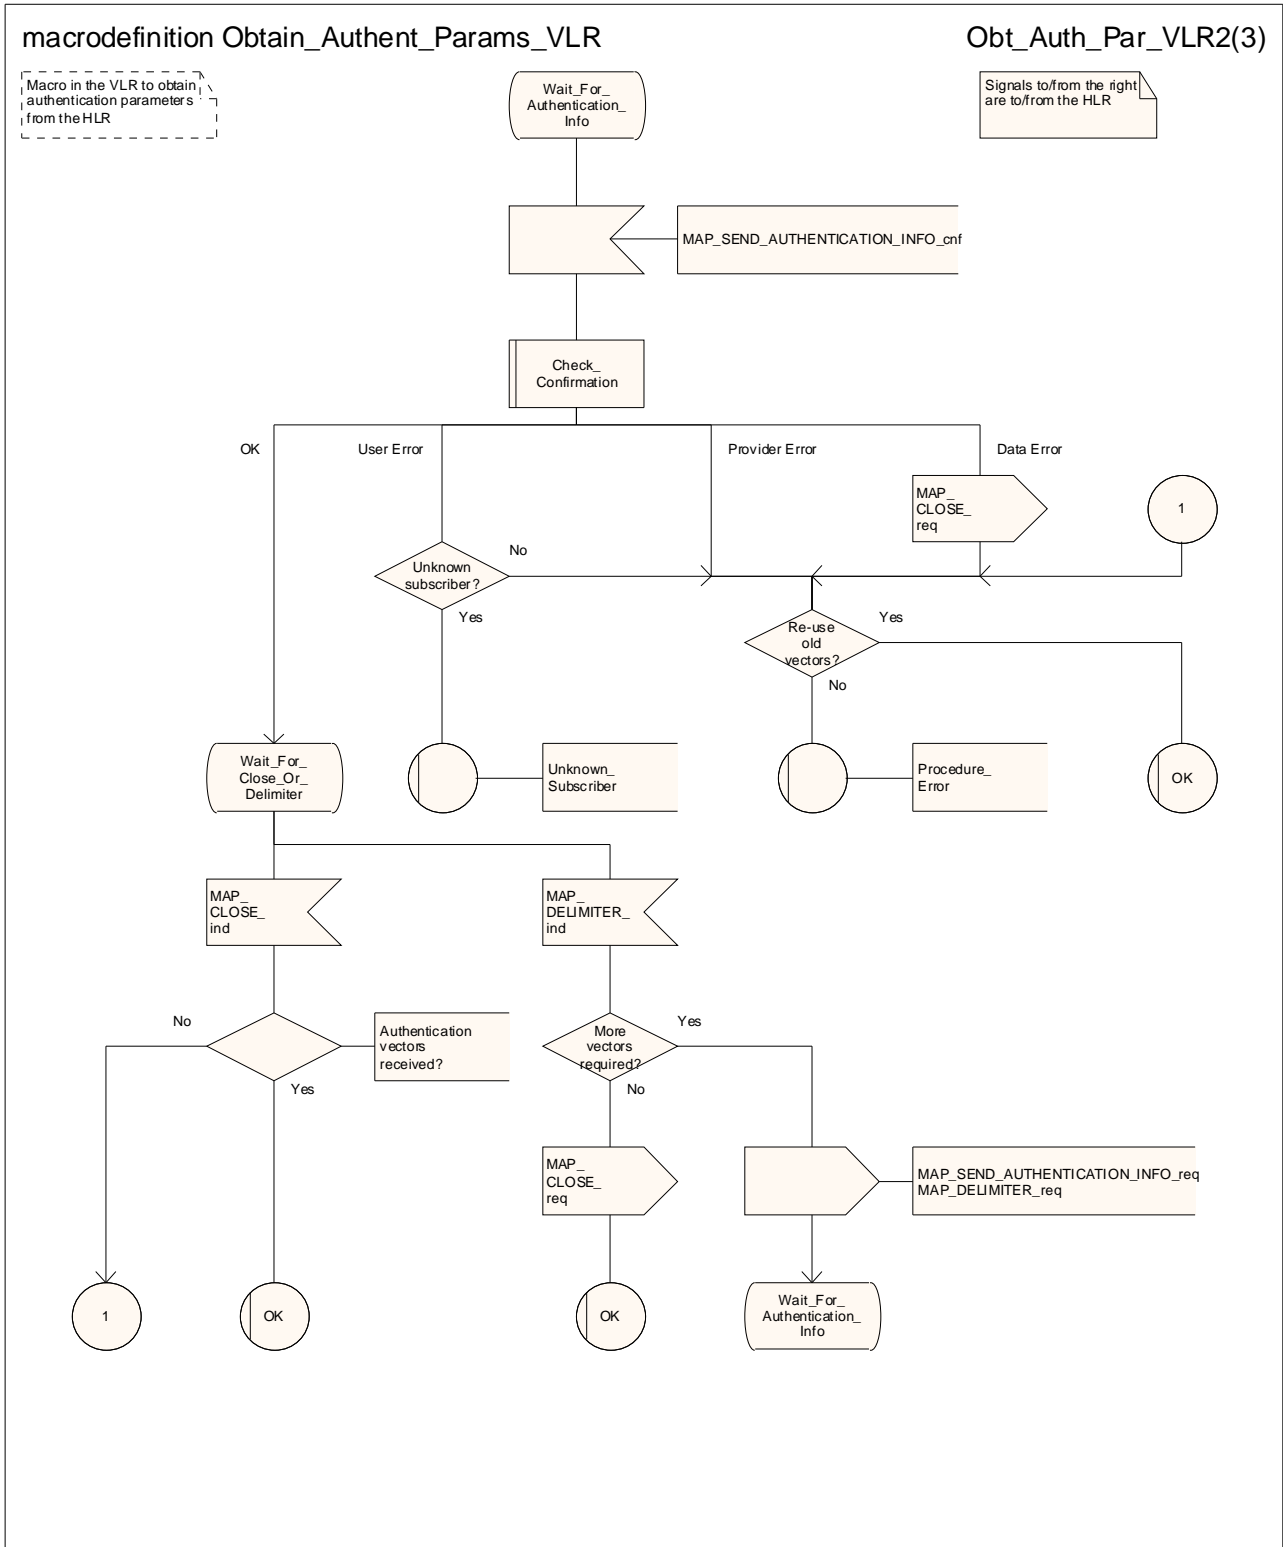 macrodefinition Obtain_Authent_Params_VLR
Obt_Auth_Par_VLR2(3)
Macro in the VLR to obtain
authentication parameters
from the HLR
Wait_For_
Authentication_
Info
Signals to/from the right
are to/from the HLR
MAP_SEND_AUTHENTICATION_INFO_cnf
Check_
Confirmation
OK
User Error
Provider Error
Data Error
MAP_
CLOSE_
req
1
Unknown
subscriber?
No
Yes
Re-use
old
vectors?
Yes
No
Wait_For_
Close_Or_
Delimiter
Unknown_
Subscriber
Procedure_
Error
OK
MAP_
CLOSE_
ind
MAP_
DELIMITER_
ind
No
Authentication
vectors
received?
Yes
More
vectors
required?
Yes
No
MAP_
CLOSE_
req
MAP_SEND_AUTHENTICATION_INFO_req
MAP_DELIMITER_req
1
OK
OK
Wait_For_
Authentication_
Info